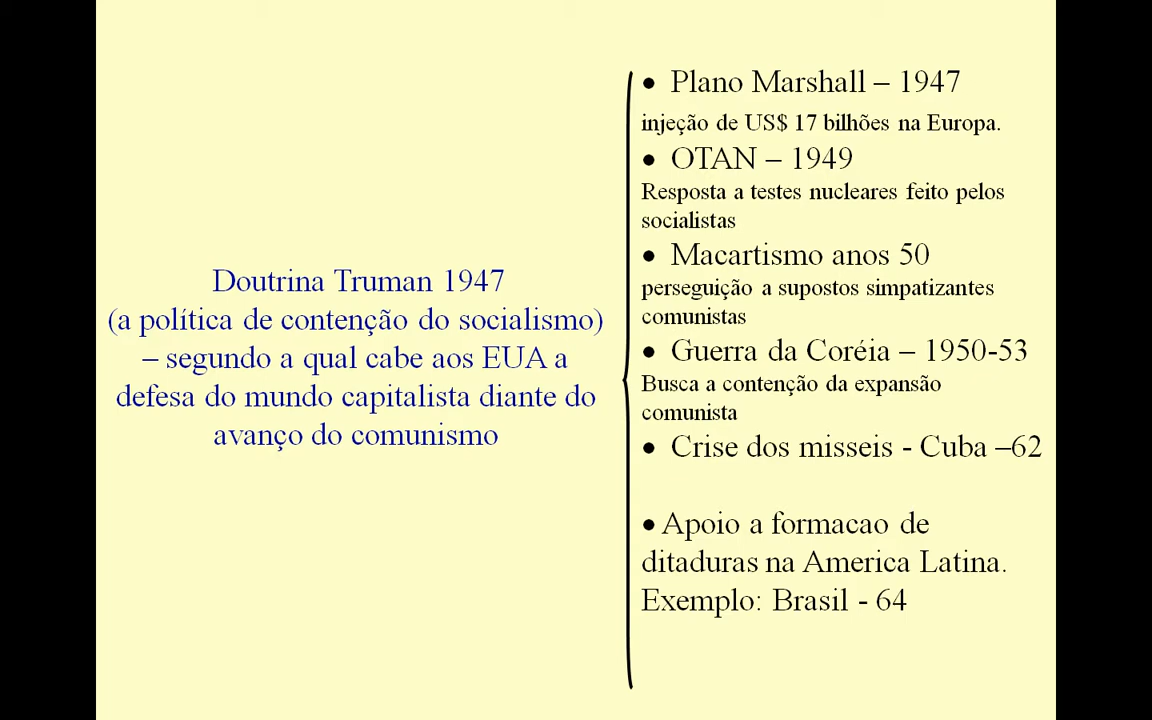 Doutrina Truman 1947
(a política de contenção do socialismo)
– segundo a qual cabe aos EUA a
defesa do mundo capitalista diante do
avanço do comunismo
• Plano Marshall – 1947
injeção de US$ 17 bilhões na Europa.
• OTAN – 1949
Resposta a testes nucleares feito pelos
socialistas
• Macartismo anos 50
perseguição a supostos simpatizantes
comunistas
• Guerra da Coréia – 1950-53
Busca a contenção da expansão
comunista
• Crise dos misseis - Cuba –62
• Apoio a formacao de
ditaduras na America Latina.
Exemplo: Brasil - 64